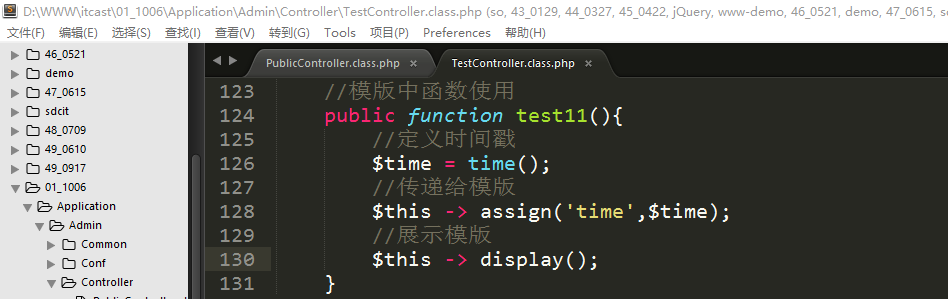 D:\WWW\itcast\01_1006\Application\Admin\Controller\TestController.class.php (so, 43_0129, 44_0327, 45_0422, jQuery, www-demo, 46_0521, demo, 47_0615, s
文件(F) 编辑(E) 选择(S) 查找(I) 查看(V) 转到(G) Tools 项目(P) Preferences 帮助(H)
46_0521
demo
47_0615
sdcit
48_0709
49_0610
49_0917
01_1006
Application
Admin
Common
Conf
Controller
PublicController.class.php × TestController.class.php ×
123 //模版中函数使用
124 public function test11(){
125 //定义时间戳
126 $time = time();
127 //传递给模版
128 $this -> assign('time',$time);
129 //展示模版
130 $this -> display();
131 }